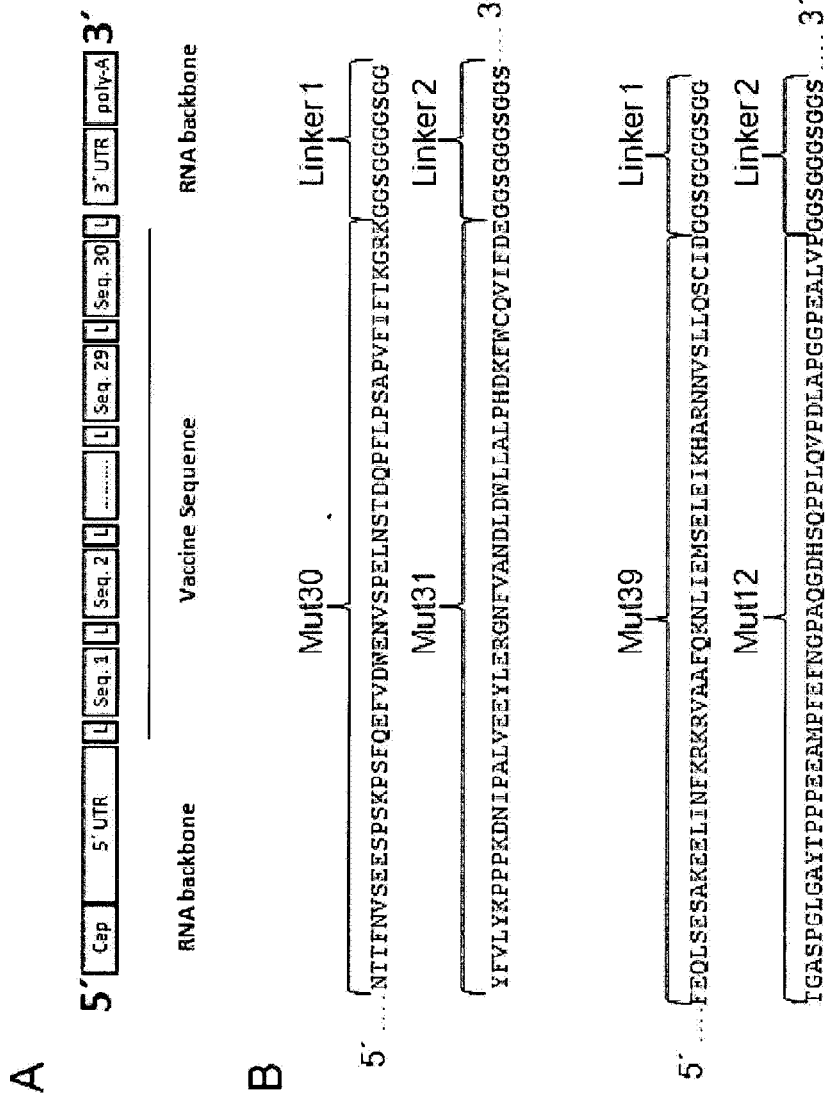 A
5´ Cap 5´ UTR L Seq. 1 L Seq. 2 L .......... L Seq. 29 L Seq. 30 L 3´ UTR poly-A 3´
RNA backbone Vaccine Sequence RNA backbone
B
Mut30 Linker 1
5´ ....NTTFNVSEESPSKPSFQEFVDWENVSPELNSTDQPFLPSAPVFIFTKGRKGGSGGGGSGG
Mut31 Linker 2
YFVLYKPPPKDNIPALVEEYLERGNFVANDLDWLLALPHDKFWCQVIFDEGGSGGGSGGS..... 3´
Mut39 Linker 1
5´ ....FEQLSESAKEELINFKRKRVAAFQKNLIEMSELEIKHARNNVSLLQSCIDGGSGGGGSGG
Mut12 Linker 2
TGASPGLGAYTPPPEEAMPFEFNGPAQGDHSQPPLQVPDLAPGGPEALVPGGSGGGSGGS..... 3´